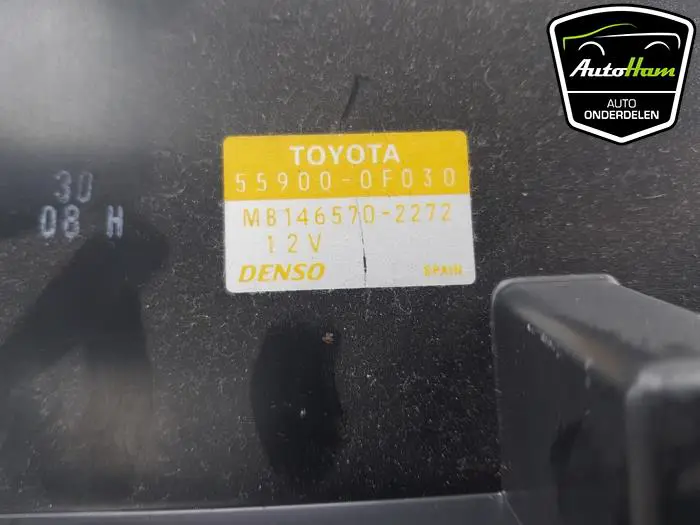 AutoHam
AUTO
ONDERDELEN
TOYOTA
55900-0F030
MB146570-2272
12V
DENSO SPAIN
30
08 H